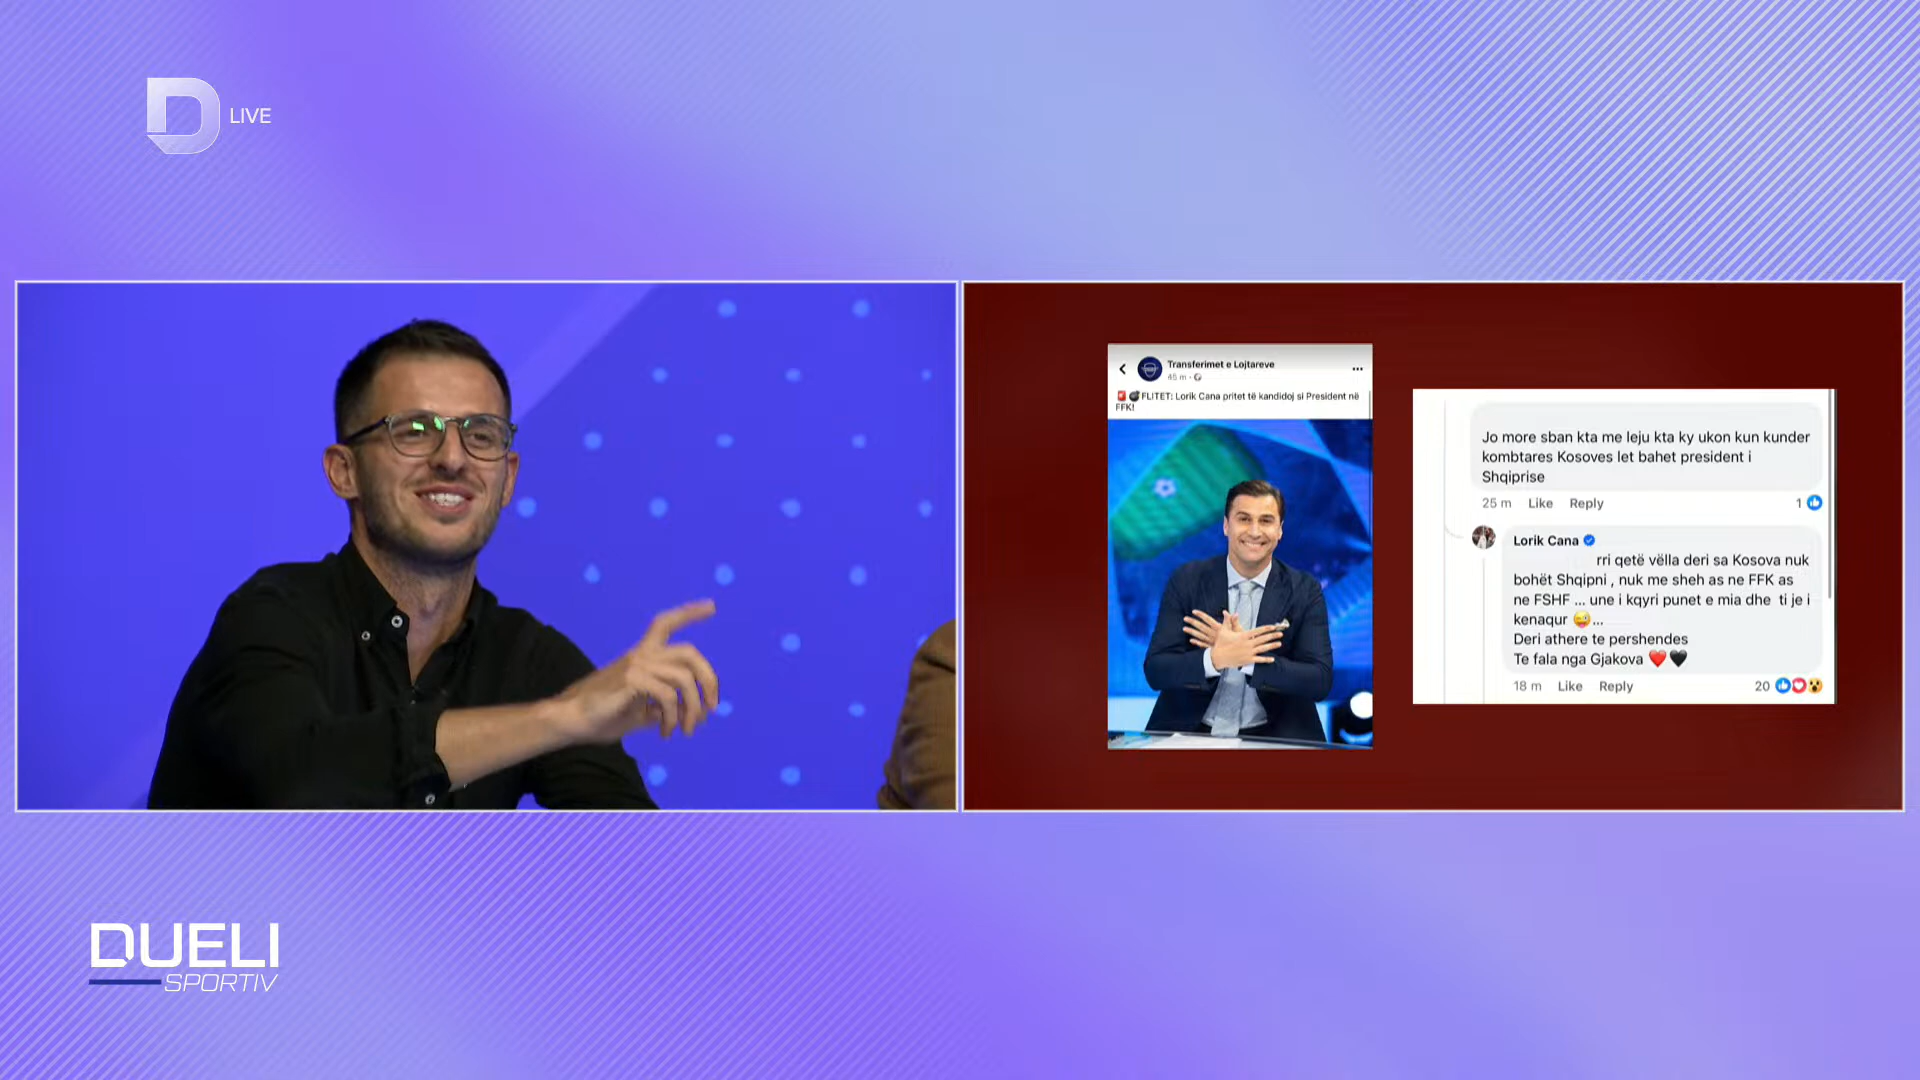 D LIVE
Transferimet e Lojtareve
45 m
FLITET: Lorik Cana pritet të kandidoj si President në
FFK!
Jo more sban kta me leju kta ky ukon kun kunder
kombtares Kosoves let bahet president i
Shqiprise
25 m Like Reply 1
Lorik Cana
rri qetë vëlla deri sa Kosova nuk
bohët Shqipni , nuk me sheh as ne FFK as
ne FSHF ... une i kqyri punet e mia dhe ti je i
kenaqur 😜...
Deri athere te pershendes
Te fala nga Gjakova ❤️🖤
18 m Like Reply 20
DUELI
SPORTIV